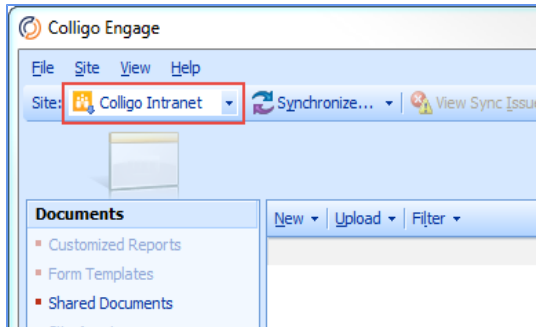 Colligo Engage
File Site View Help
Site: Colligo Intranet Synchronize... View Sync Issue
Documents
New Upload Filter
Customized Reports
Form Templates
Shared Documents